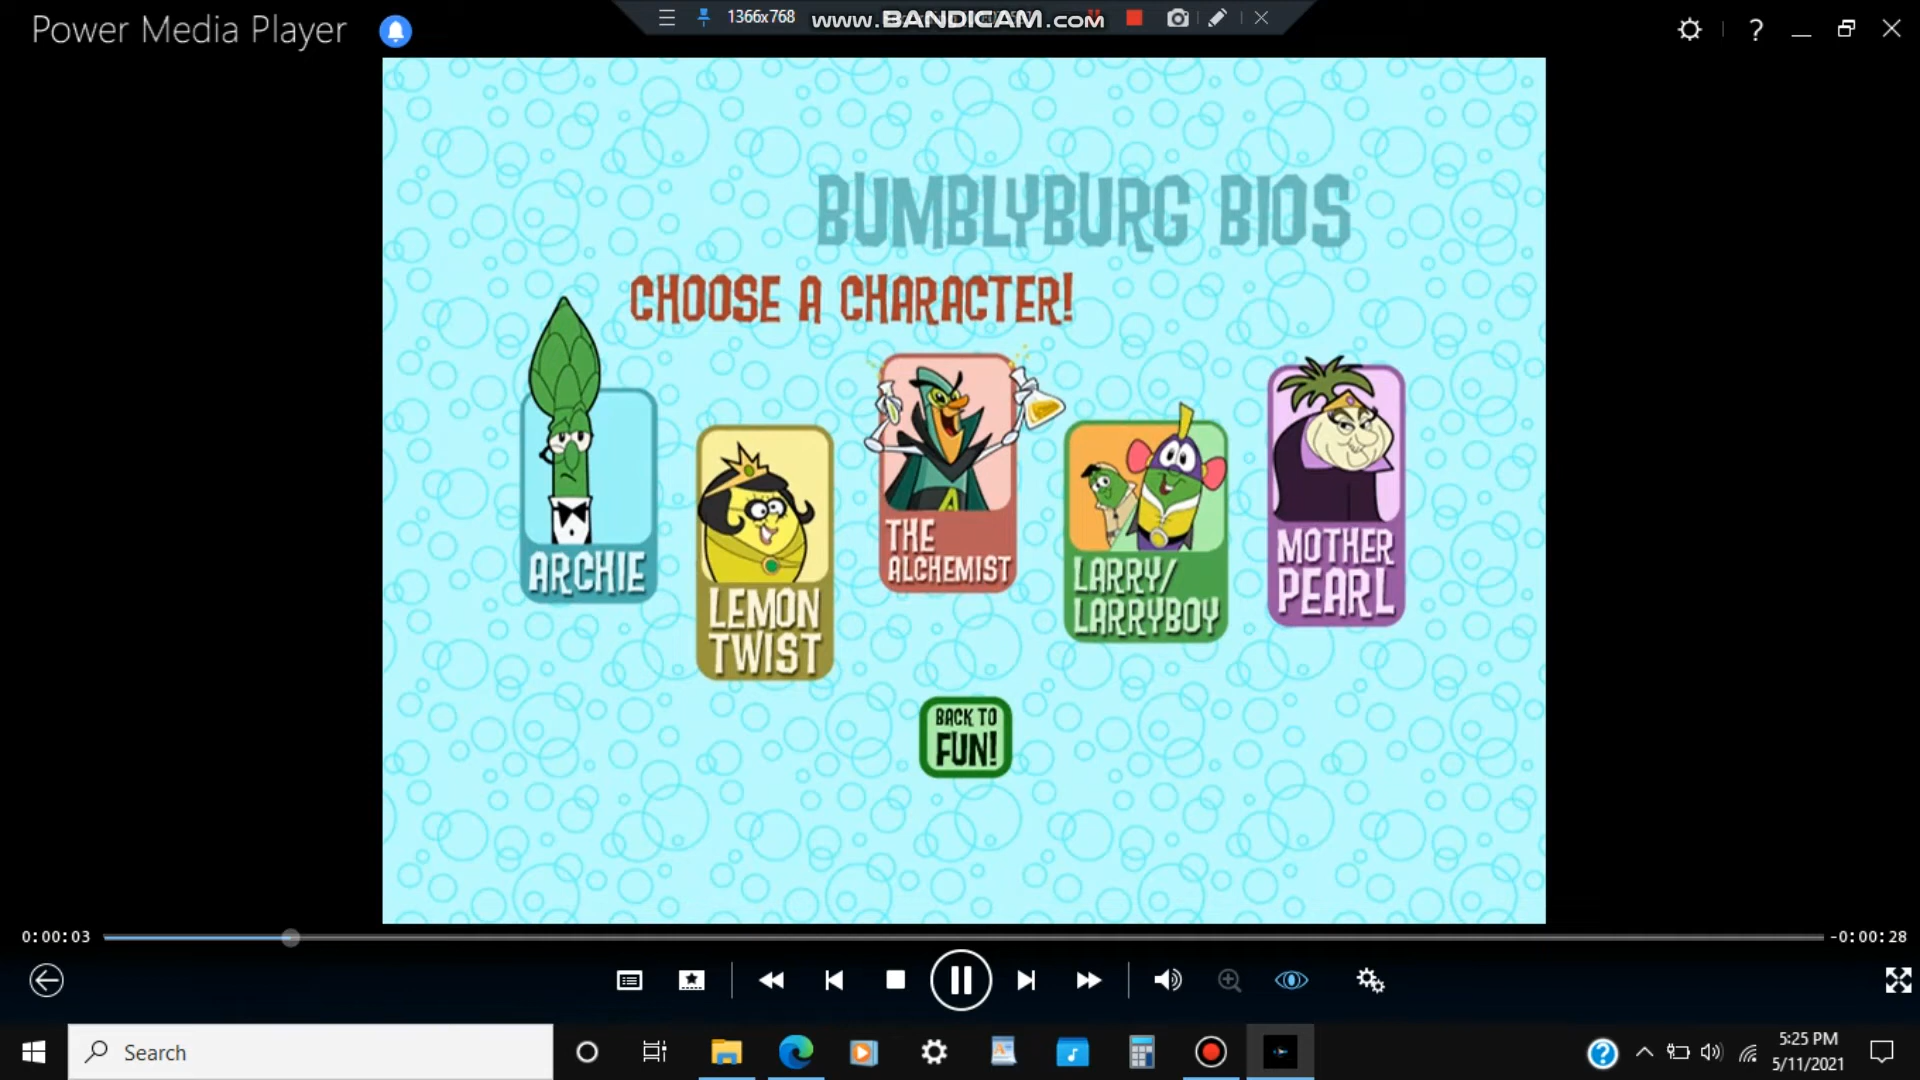 Power Media Player
1366x768
www.BANDICAM.com
?
BUMBLYBURG BIOS
CHOOSE A CHARACTER!
ARCHIE
LEMON
TWIST
A
THE
ALCHEMIST
LARRY/
LARRYBOY
MOTHER
PEARL
BACK TO
FUN!
0:00:03
-0:00:28
Search
?
5:25 PM
5/11/2021